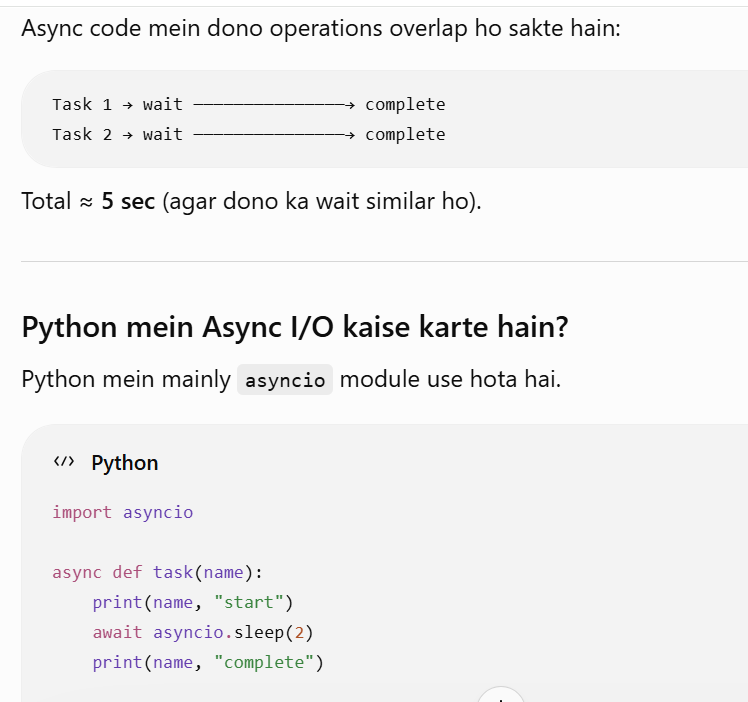 Async code mein dono operations overlap ho sakte hain:
Task 1 → wait ───────────────→ complete
Task 2 → wait ───────────────→ complete
Total ≈ 5 sec (agar dono ka wait similar ho).
Python mein Async I/O kaise karte hain?
Python mein mainly asyncio module use hota hai.
</> Python
import asyncio
async def task(name):
    print(name, "start")
    await asyncio.sleep(2)
    print(name, "complete")